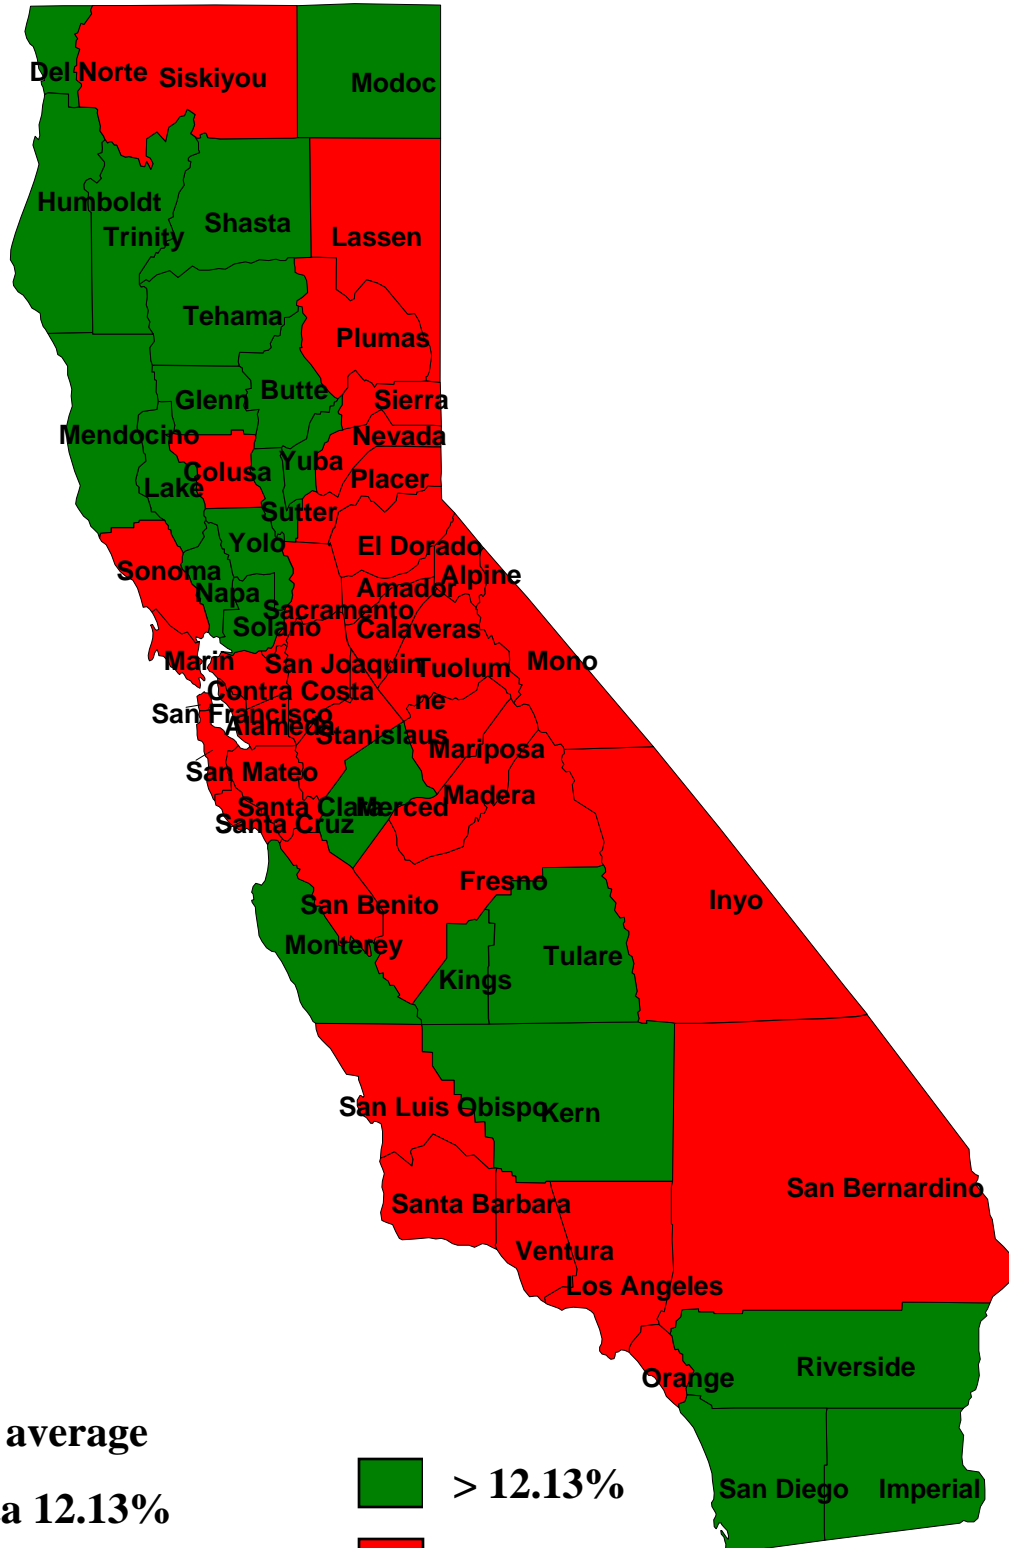 Del Norte
Siskiyou
Modoc
Humboldt
Trinity
Shasta
Lassen
Tehama
Plumas
Glenn
Butte
Sierra
Mendocino
Nevada
Colusa
Yuba
Lake
Placer
Sutter
Yolo
El Dorado
Sonoma
Napa
Alpine
Amador
Sacramento
Solano
Calaveras
Marin
San Joaquin
Tuolum
ne
Mono
Contra Costa
San Francisco
Alameda
Stanislaus
Mariposa
San Mateo
Madera
Santa Clara
Merced
Santa Cruz
Fresno
Inyo
San Benito
Monterey
Tulare
Kings
San Luis Obispo
Kern
San Bernardino
Santa Barbara
Ventura
Los Angeles
Riverside
Orange
average
> 12.13%
San Diego
Imperial
a 12.13%